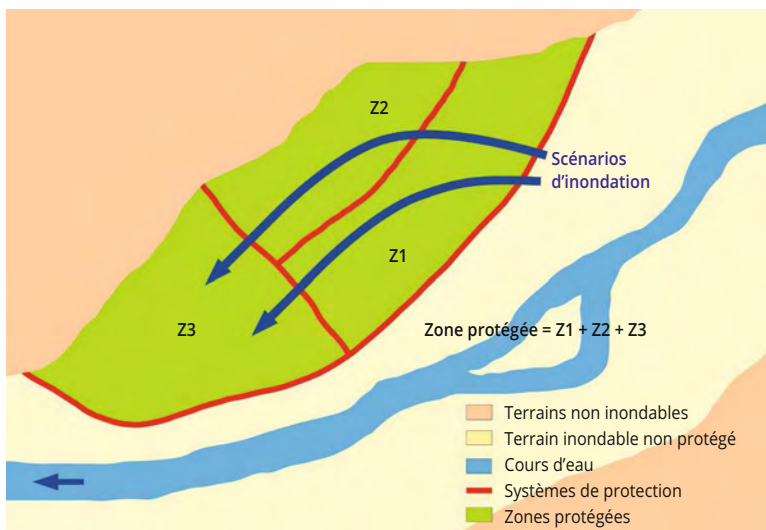 Z2
Scénarios
d’inondation
Z1
Z3
Zone protégée = Z1 + Z2 + Z3
Terrains non inondables
Terrain inondable non protégé
Cours d’eau
Systèmes de protection
Zones protégées